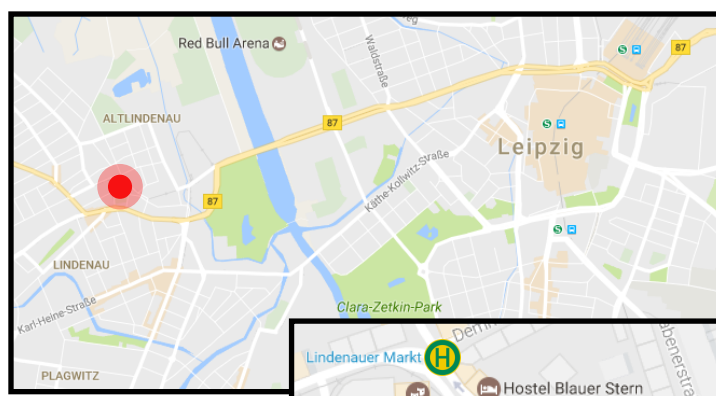 Red Bull Arena
Waldstraße
87
S
ALTLINDENAU
87
S
Leipzig
Käthe-Kollwitz-Straße
87
S
LINDENAU
Karl-Heine-Straße
Clara-Zetkin-Park
PLAGWITZ
Lindenauer Markt
H
Hostel Blauer Stern